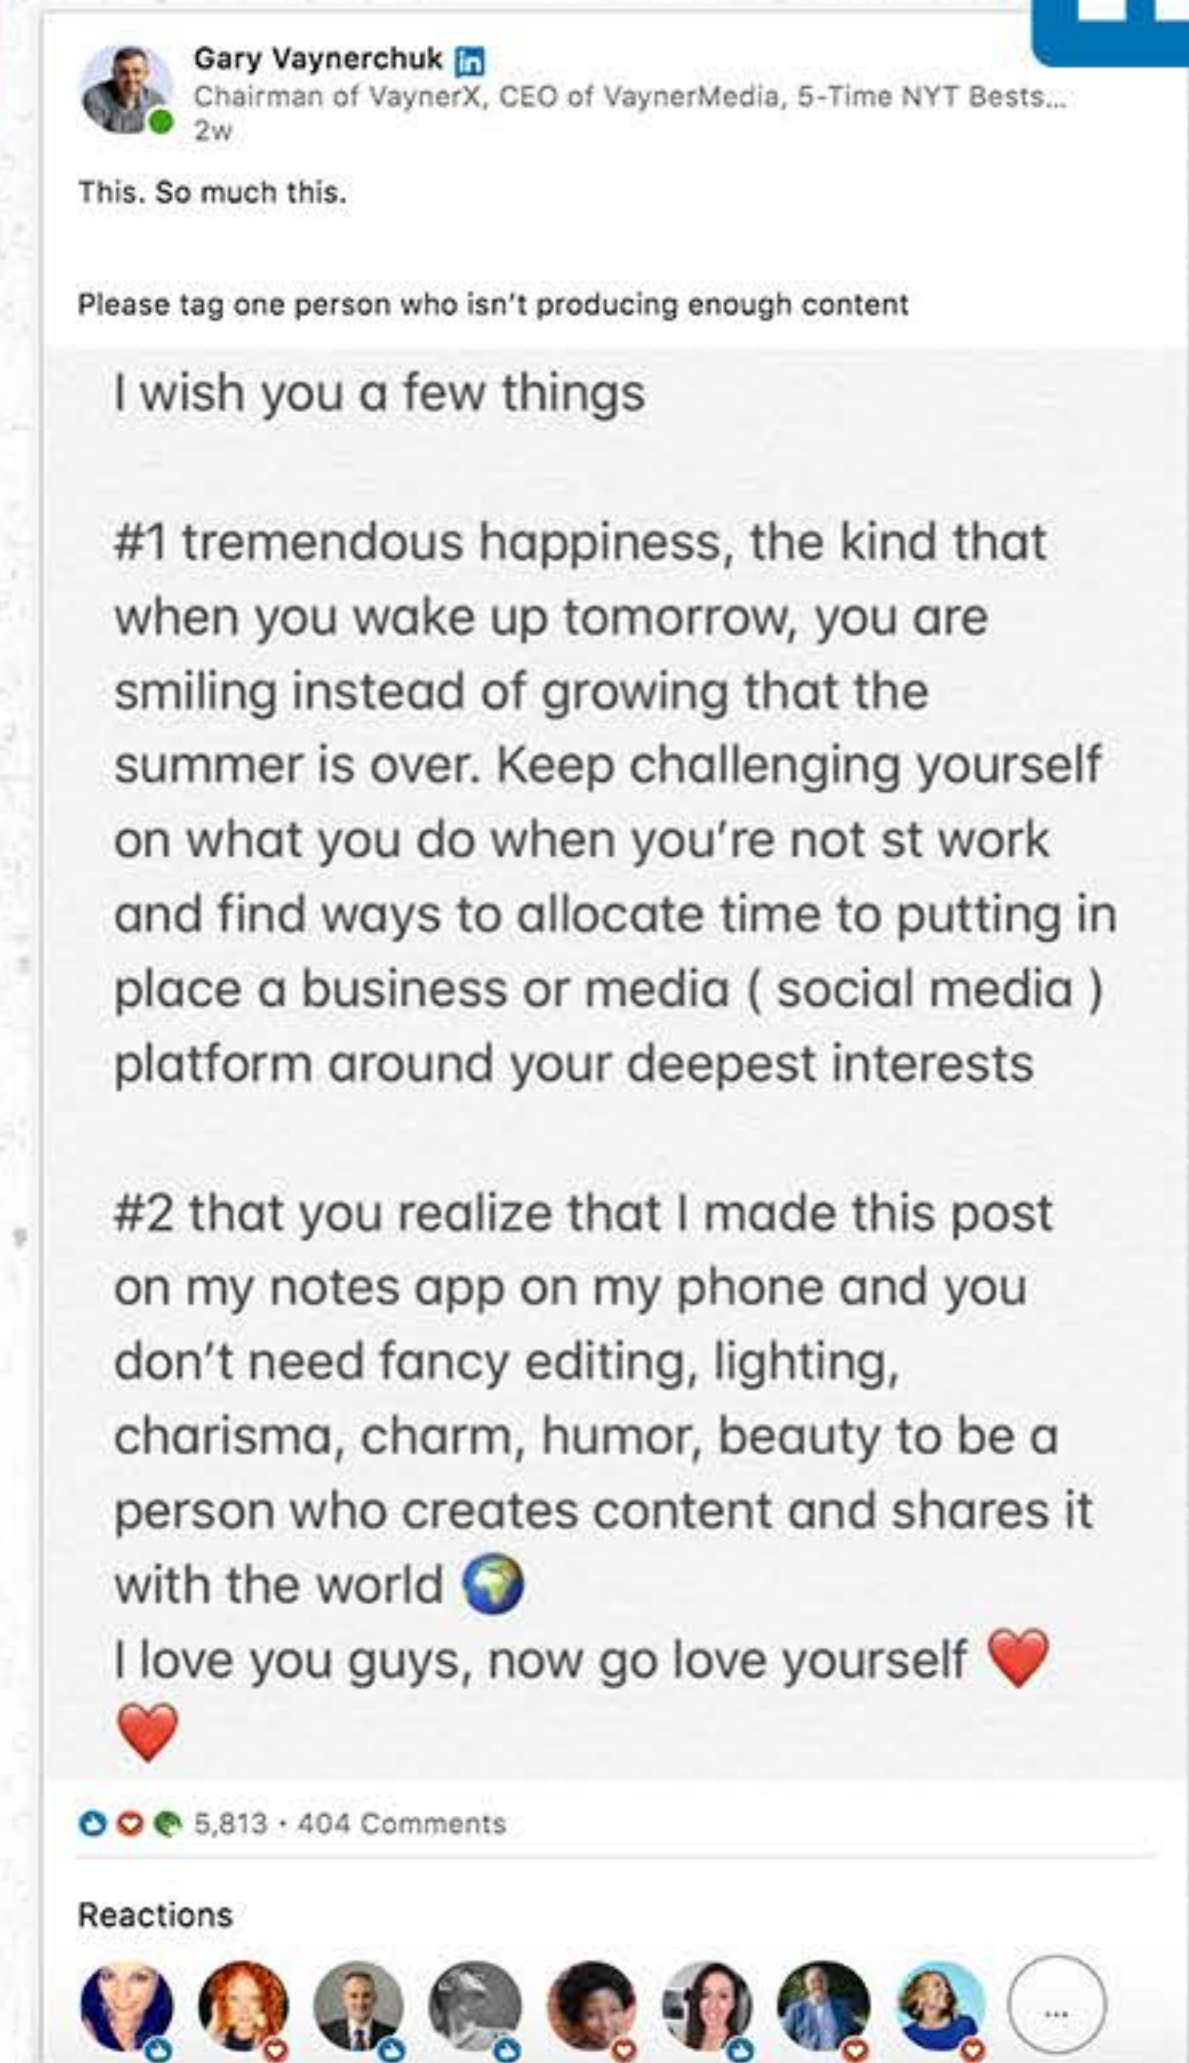 Gary Vaynerchuk in
Chairman of VaynerX, CEO of VaynerMedia, 5-Time NYT Bests...
2w
This. So much this.
Please tag one person who isn't producing enough content
I wish you a few things
#1 tremendous happiness, the kind that
when you wake up tomorrow, you are
smiling instead of growing that the
summer is over. Keep challenging yourself
on what you do when you're not st work
and find ways to allocate time to putting in
place a business or media ( social media )
platform around your deepest interests
#2 that you realize that I made this post
on my notes app on my phone and you
don't need fancy editing, lighting,
charisma, charm, humor, beauty to be a
person who creates content and shares it
with the world 🌍
I love you guys, now go love yourself ❤️
❤️
5,813 • 404 Comments
Reactions
...